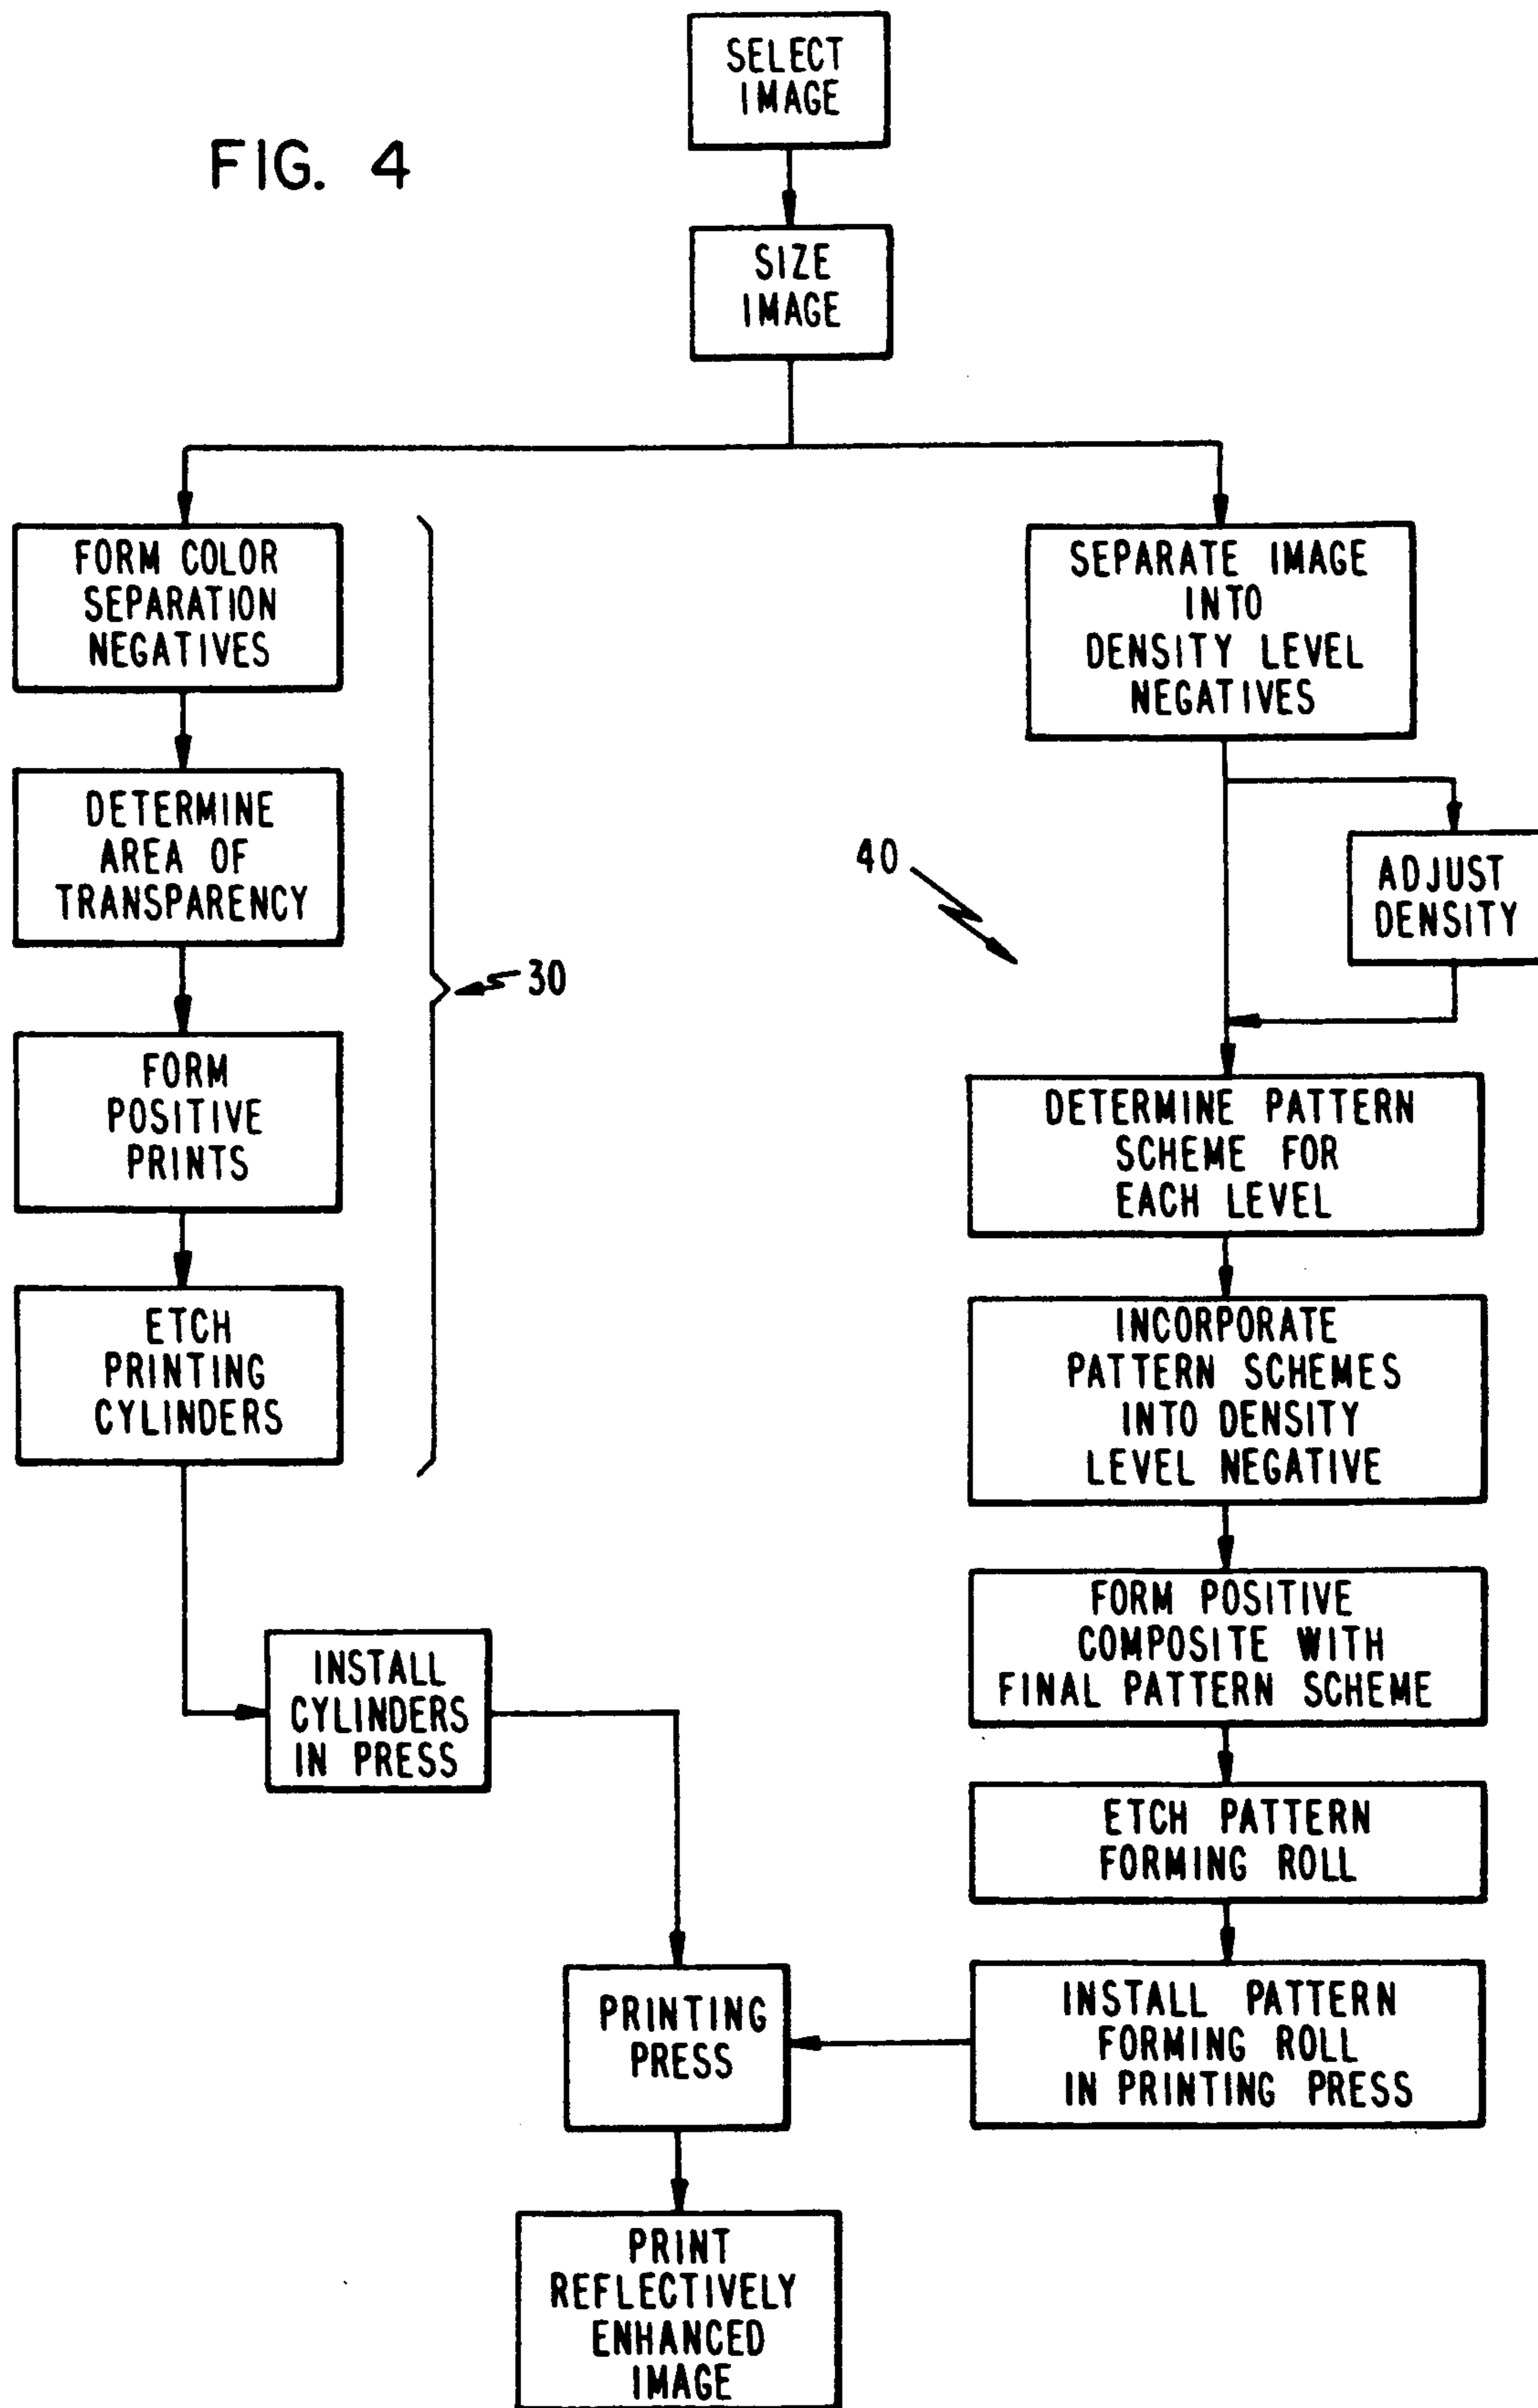 FIG. 4
SELECT
IMAGE
SIZE
IMAGE
FORM COLOR
SEPARATION
NEGATIVES
DETERMINE
AREA OF
TRANSPARENCY
FORM
POSITIVE
PRINTS
ETCH
PRINTING
CYLINDERS
30
INSTALL
CYLINDERS
IN PRESS
SEPARATE IMAGE
INTO
DENSITY LEVEL
NEGATIVES
40
ADJUST
DENSITY
DETERMINE PATTERN
SCHEME FOR
EACH LEVEL
INCORPORATE
PATTERN SCHEMES
INTO DENSITY
LEVEL NEGATIVE
FORM POSITIVE
COMPOSITE WITH
FINAL PATTERN SCHEME
ETCH PATTERN
FORMING ROLL
INSTALL PATTERN
FORMING ROLL
IN PRINTING PRESS
PRINTING
PRESS
PRINT
REFLECTIVELY
ENHANCED
IMAGE